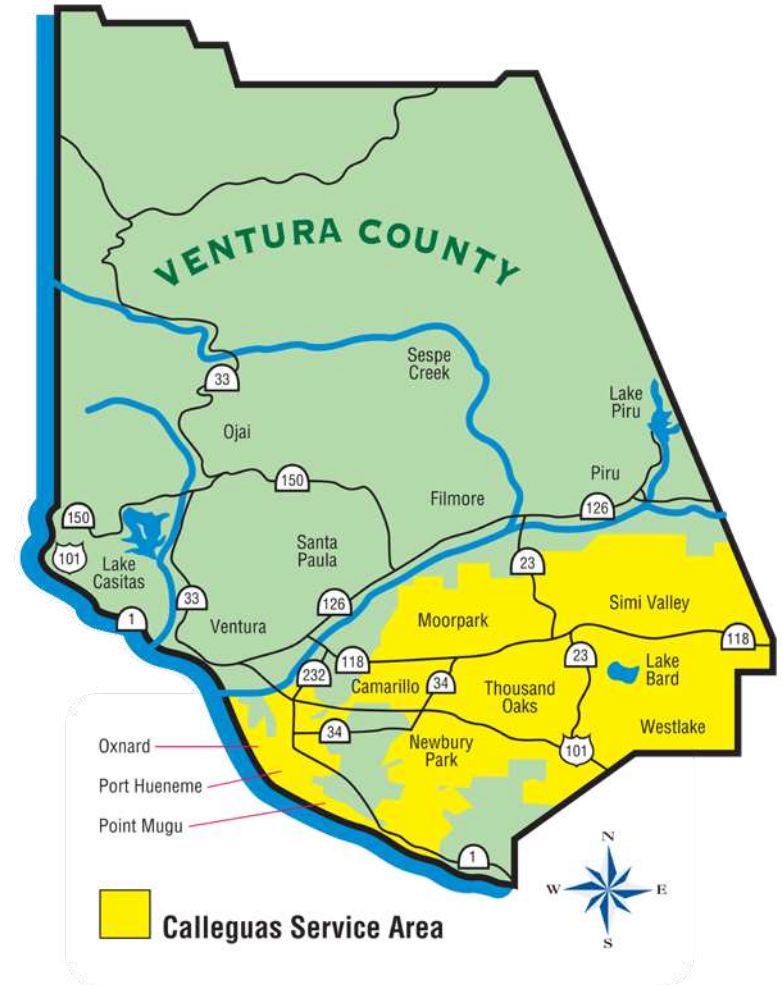 VENTURA COUNTY
Sespe
Creek
33
Lake
Piru
Ojai
150
Piru
Filmore
126
150
101
Lake
Casitas
Santa
Paula
23
33
126
Simi Valley
1
Ventura
Moorpark
118
118
23
Lake
Bard
232
Camarillo
34
Thousand
Oaks
Westlake
34
Newbury
Park
101
Oxnard
Port Hueneme
Point Mugu
1
N
W
E
S
Calleguas Service Area